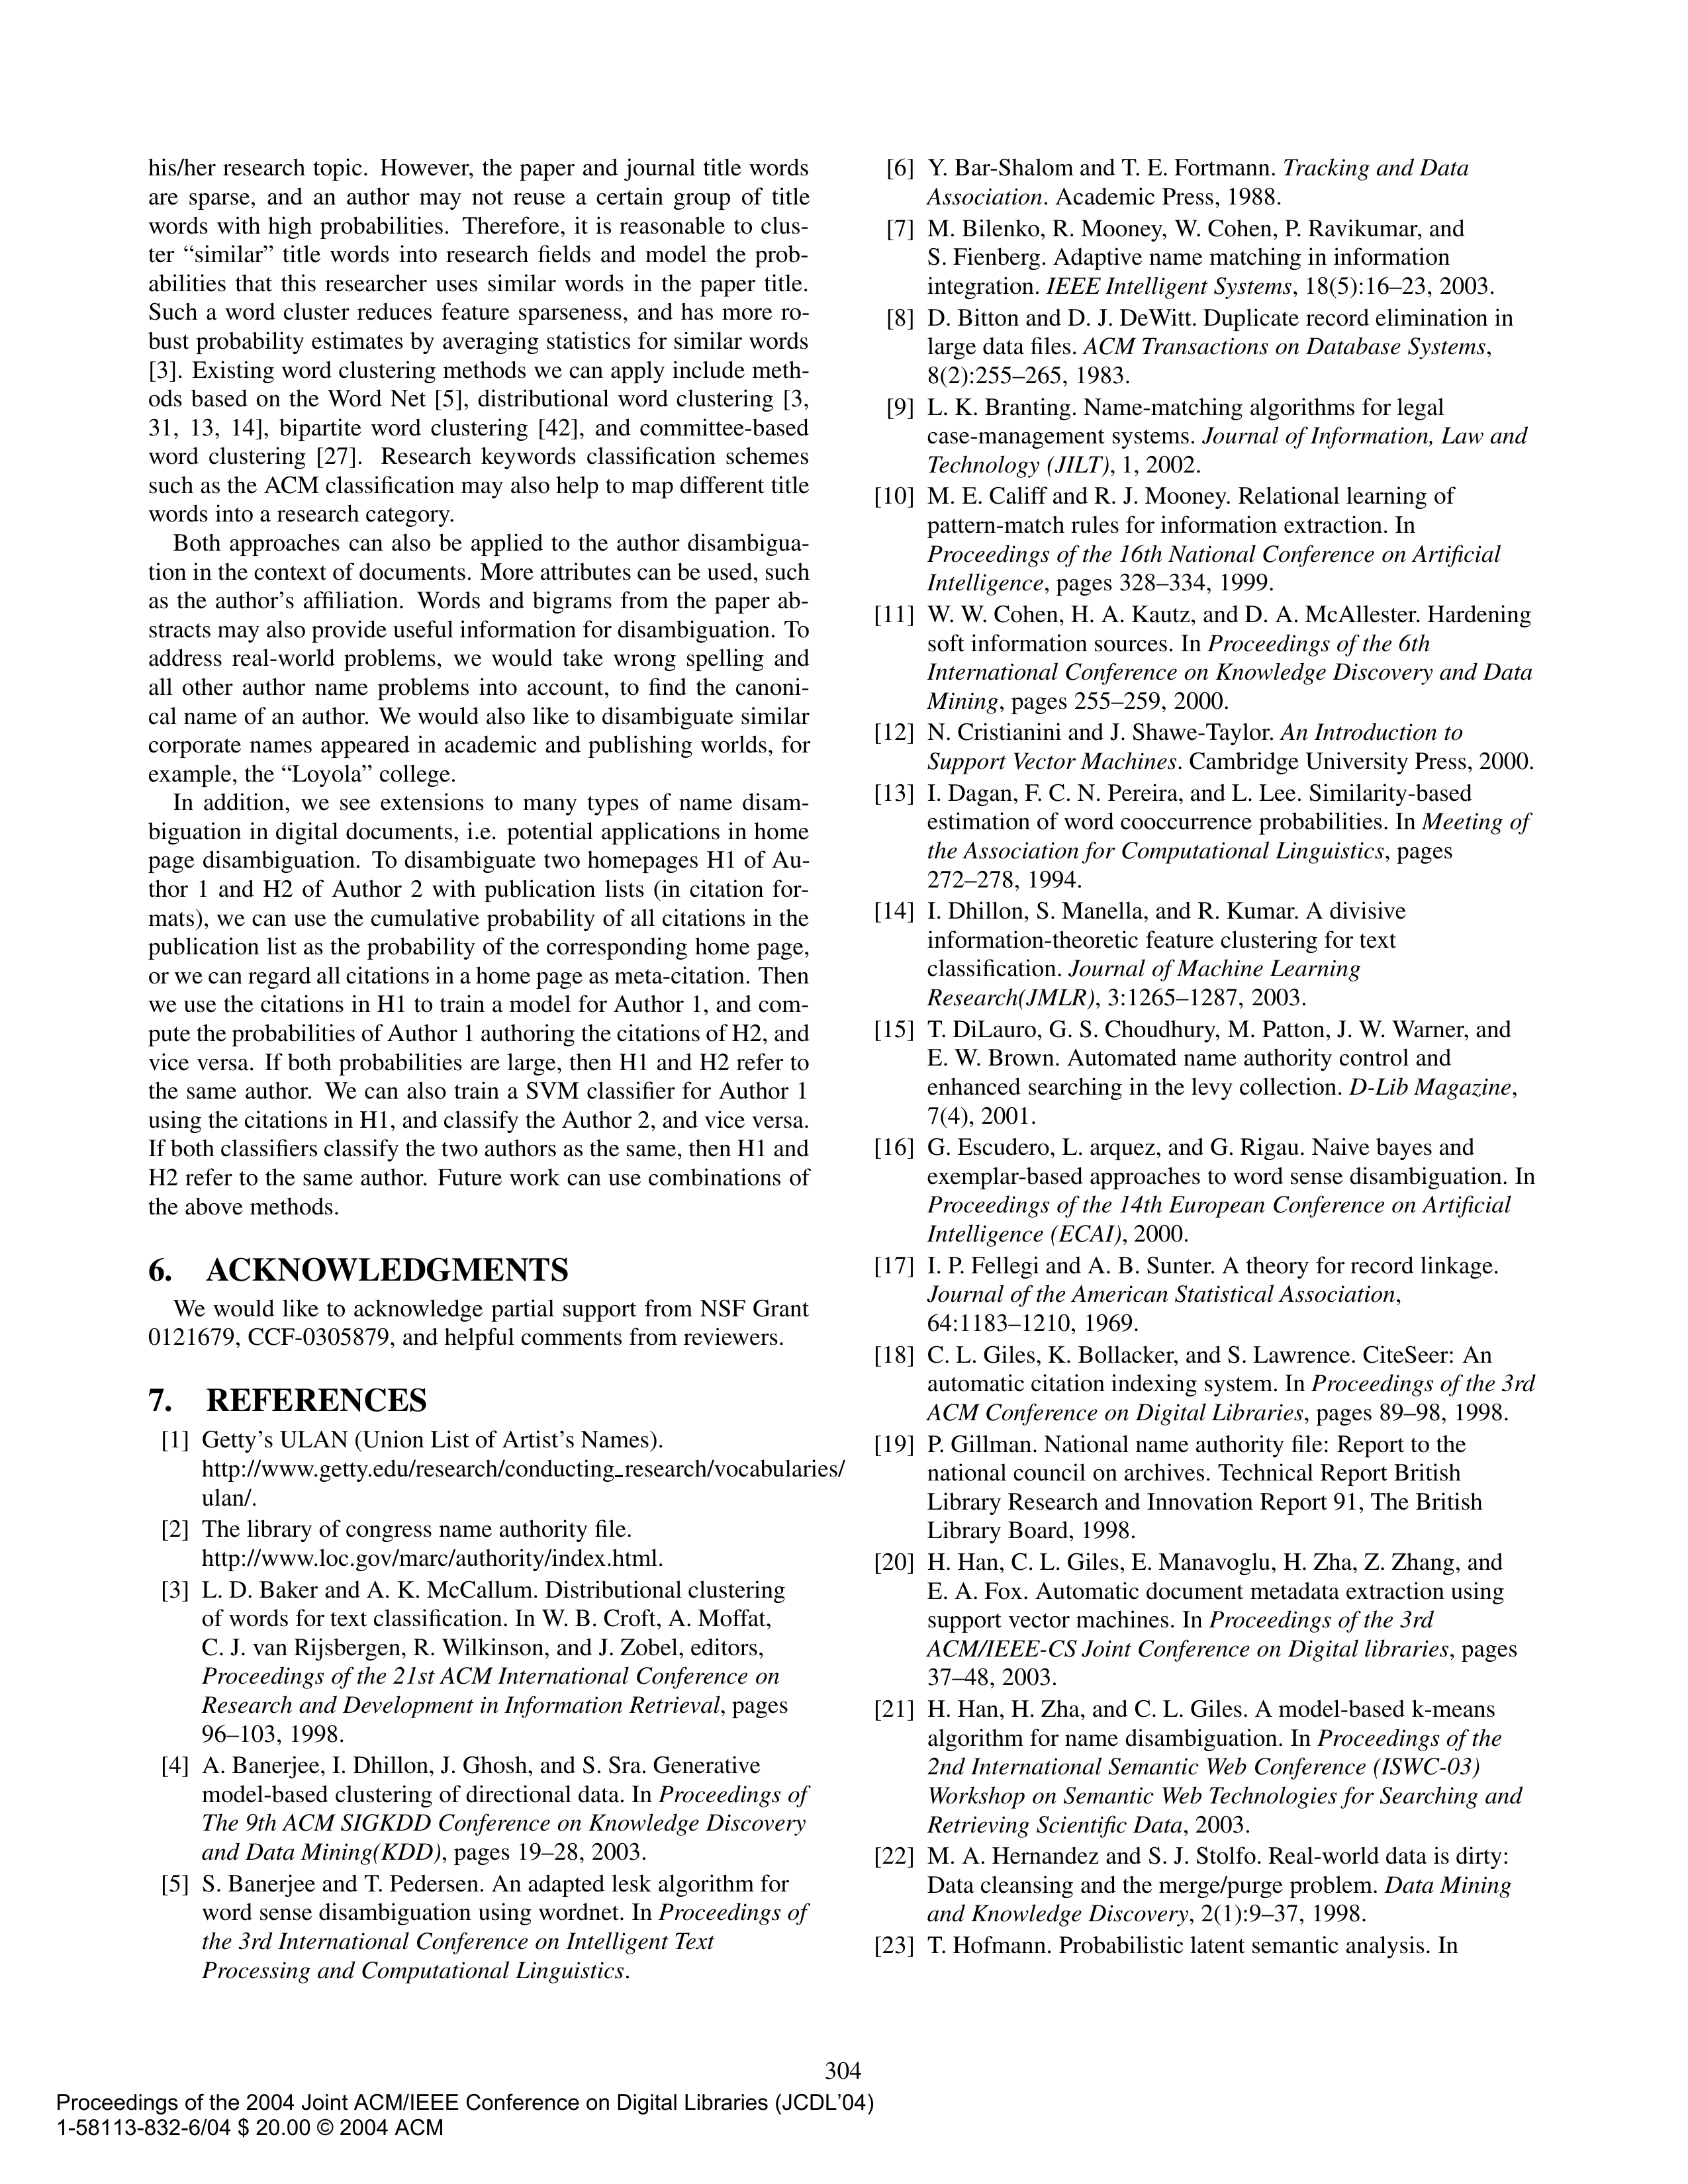 his/her research topic. However, the paper and journal title words
are sparse, and an author may not reuse a certain group of title
words with high probabilities. Therefore, it is reasonable to clus-
ter “similar” title words into research fields and model the prob-
abilities that this researcher uses similar words in the paper title.
Such a word cluster reduces feature sparseness, and has more ro-
bust probability estimates by averaging statistics for similar words
[3]. Existing word clustering methods we can apply include meth-
ods based on the Word Net [5], distributional word clustering [3,
31, 13, 14], bipartite word clustering [42], and committee-based
word clustering [27]. Research keywords classification schemes
such as the ACM classification may also help to map different title
words into a research category.
Both approaches can also be applied to the author disambigua-
tion in the context of documents. More attributes can be used, such
as the author’s affiliation. Words and bigrams from the paper ab-
stracts may also provide useful information for disambiguation. To
address real-world problems, we would take wrong spelling and
all other author name problems into account, to find the canoni-
cal name of an author. We would also like to disambiguate similar
corporate names appeared in academic and publishing worlds, for
example, the “Loyola” college.
In addition, we see extensions to many types of name disam-
biguation in digital documents, i.e. potential applications in home
page disambiguation. To disambiguate two homepages H1 of Au-
thor 1 and H2 of Author 2 with publication lists (in citation for-
mats), we can use the cumulative probability of all citations in the
publication list as the probability of the corresponding home page,
or we can regard all citations in a home page as meta-citation. Then
we use the citations in H1 to train a model for Author 1, and com-
pute the probabilities of Author 1 authoring the citations of H2, and
vice versa. If both probabilities are large, then H1 and H2 refer to
the same author. We can also train a SVM classifier for Author 1
using the citations in H1, and classify the Author 2, and vice versa.
If both classifiers classify the two authors as the same, then H1 and
H2 refer to the same author. Future work can use combinations of
the above methods.
6. ACKNOWLEDGMENTS
We would like to acknowledge partial support from NSF Grant
0121679, CCF-0305879, and helpful comments from reviewers.
7. REFERENCES
[1] Getty’s ULAN (Union List of Artist’s Names).
http://www.getty.edu/research/conducting_research/vocabularies/
ulan/.
[2] The library of congress name authority file.
http://www.loc.gov/marc/authority/index.html.
[3] L. D. Baker and A. K. McCallum. Distributional clustering
of words for text classification. In W. B. Croft, A. Moffat,
C. J. van Rijsbergen, R. Wilkinson, and J. Zobel, editors,
Proceedings of the 21st ACM International Conference on
Research and Development in Information Retrieval, pages
96–103, 1998.
[4] A. Banerjee, I. Dhillon, J. Ghosh, and S. Sra. Generative
model-based clustering of directional data. In Proceedings of
The 9th ACM SIGKDD Conference on Knowledge Discovery
and Data Mining(KDD), pages 19–28, 2003.
[5] S. Banerjee and T. Pedersen. An adapted lesk algorithm for
word sense disambiguation using wordnet. In Proceedings of
the 3rd International Conference on Intelligent Text
Processing and Computational Linguistics.
[6] Y. Bar-Shalom and T. E. Fortmann. Tracking and Data
Association. Academic Press, 1988.
[7] M. Bilenko, R. Mooney, W. Cohen, P. Ravikumar, and
S. Fienberg. Adaptive name matching in information
integration. IEEE Intelligent Systems, 18(5):16–23, 2003.
[8] D. Bitton and D. J. DeWitt. Duplicate record elimination in
large data files. ACM Transactions on Database Systems,
8(2):255–265, 1983.
[9] L. K. Branting. Name-matching algorithms for legal
case-management systems. Journal of Information, Law and
Technology (JILT), 1, 2002.
[10] M. E. Califf and R. J. Mooney. Relational learning of
pattern-match rules for information extraction. In
Proceedings of the 16th National Conference on Artificial
Intelligence, pages 328–334, 1999.
[11] W. W. Cohen, H. A. Kautz, and D. A. McAllester. Hardening
soft information sources. In Proceedings of the 6th
International Conference on Knowledge Discovery and Data
Mining, pages 255–259, 2000.
[12] N. Cristianini and J. Shawe-Taylor. An Introduction to
Support Vector Machines. Cambridge University Press, 2000.
[13] I. Dagan, F. C. N. Pereira, and L. Lee. Similarity-based
estimation of word cooccurrence probabilities. In Meeting of
the Association for Computational Linguistics, pages
272–278, 1994.
[14] I. Dhillon, S. Manella, and R. Kumar. A divisive
information-theoretic feature clustering for text
classification. Journal of Machine Learning
Research(JMLR), 3:1265–1287, 2003.
[15] T. DiLauro, G. S. Choudhury, M. Patton, J. W. Warner, and
E. W. Brown. Automated name authority control and
enhanced searching in the levy collection. D-Lib Magazine,
7(4), 2001.
[16] G. Escudero, L. arquez, and G. Rigau. Naive bayes and
exemplar-based approaches to word sense disambiguation. In
Proceedings of the 14th European Conference on Artificial
Intelligence (ECAI), 2000.
[17] I. P. Fellegi and A. B. Sunter. A theory for record linkage.
Journal of the American Statistical Association,
64:1183–1210, 1969.
[18] C. L. Giles, K. Bollacker, and S. Lawrence. CiteSeer: An
automatic citation indexing system. In Proceedings of the 3rd
ACM Conference on Digital Libraries, pages 89–98, 1998.
[19] P. Gillman. National name authority file: Report to the
national council on archives. Technical Report British
Library Research and Innovation Report 91, The British
Library Board, 1998.
[20] H. Han, C. L. Giles, E. Manavoglu, H. Zha, Z. Zhang, and
E. A. Fox. Automatic document metadata extraction using
support vector machines. In Proceedings of the 3rd
ACM/IEEE-CS Joint Conference on Digital libraries, pages
37–48, 2003.
[21] H. Han, H. Zha, and C. L. Giles. A model-based k-means
algorithm for name disambiguation. In Proceedings of the
2nd International Semantic Web Conference (ISWC-03)
Workshop on Semantic Web Technologies for Searching and
Retrieving Scientific Data, 2003.
[22] M. A. Hernandez and S. J. Stolfo. Real-world data is dirty:
Data cleansing and the merge/purge problem. Data Mining
and Knowledge Discovery, 2(1):9–37, 1998.
[23] T. Hofmann. Probabilistic latent semantic analysis. In
304
Proceedings of the 2004 Joint ACM/IEEE Conference on Digital Libraries (JCDL’04)
1-58113-832-6/04 $ 20.00 © 2004 ACM